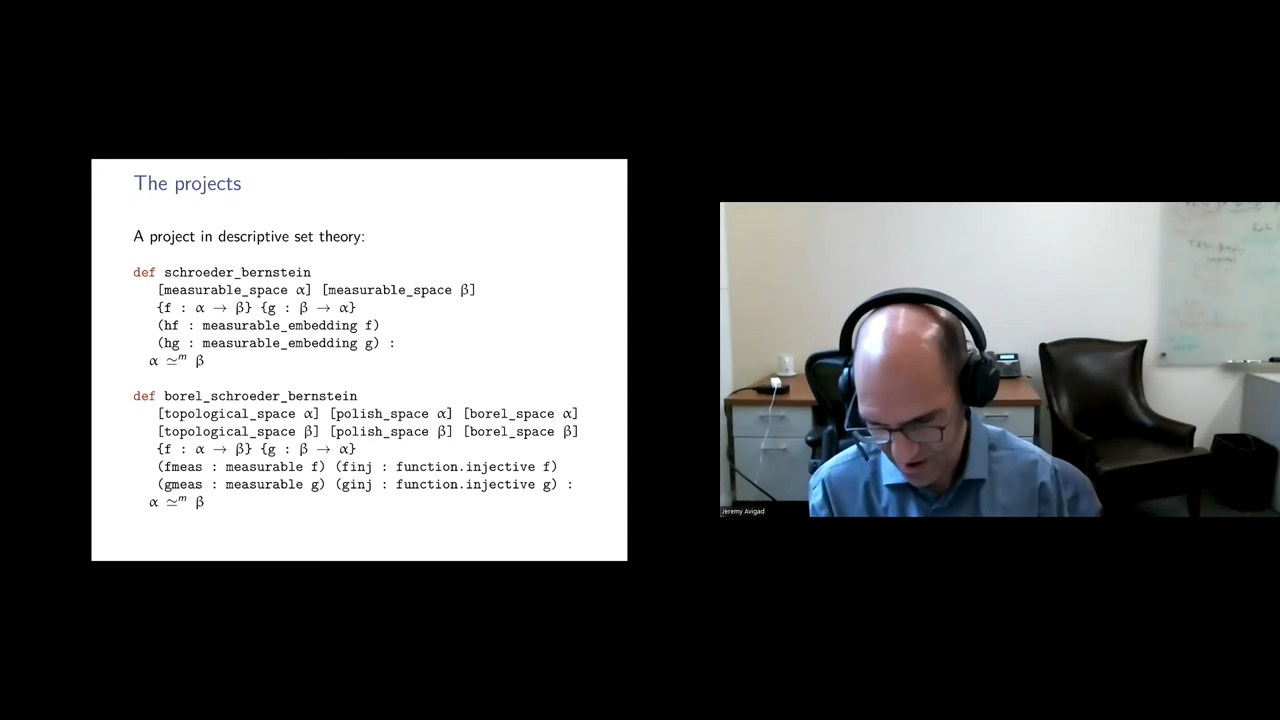 The projects
A project in descriptive set theory:
def schroeder_bernstein
[measurable_space α] [measurable_space β]
{f : α → β} {g : β → α}
(hf : measurable_embedding f)
(hg : measurable_embedding g) :
α ≃ᵐ β
def borel_schroeder_bernstein
[topological_space α] [polish_space α] [borel_space α]
[topological_space β] [polish_space β] [borel_space β]
{f : α → β} {g : β → α}
(fmeas : measurable f) (finj : function.injective f)
(gmeas : measurable g) (ginj : function.injective g) :
α ≃ᵐ β
Jeremy Avigad